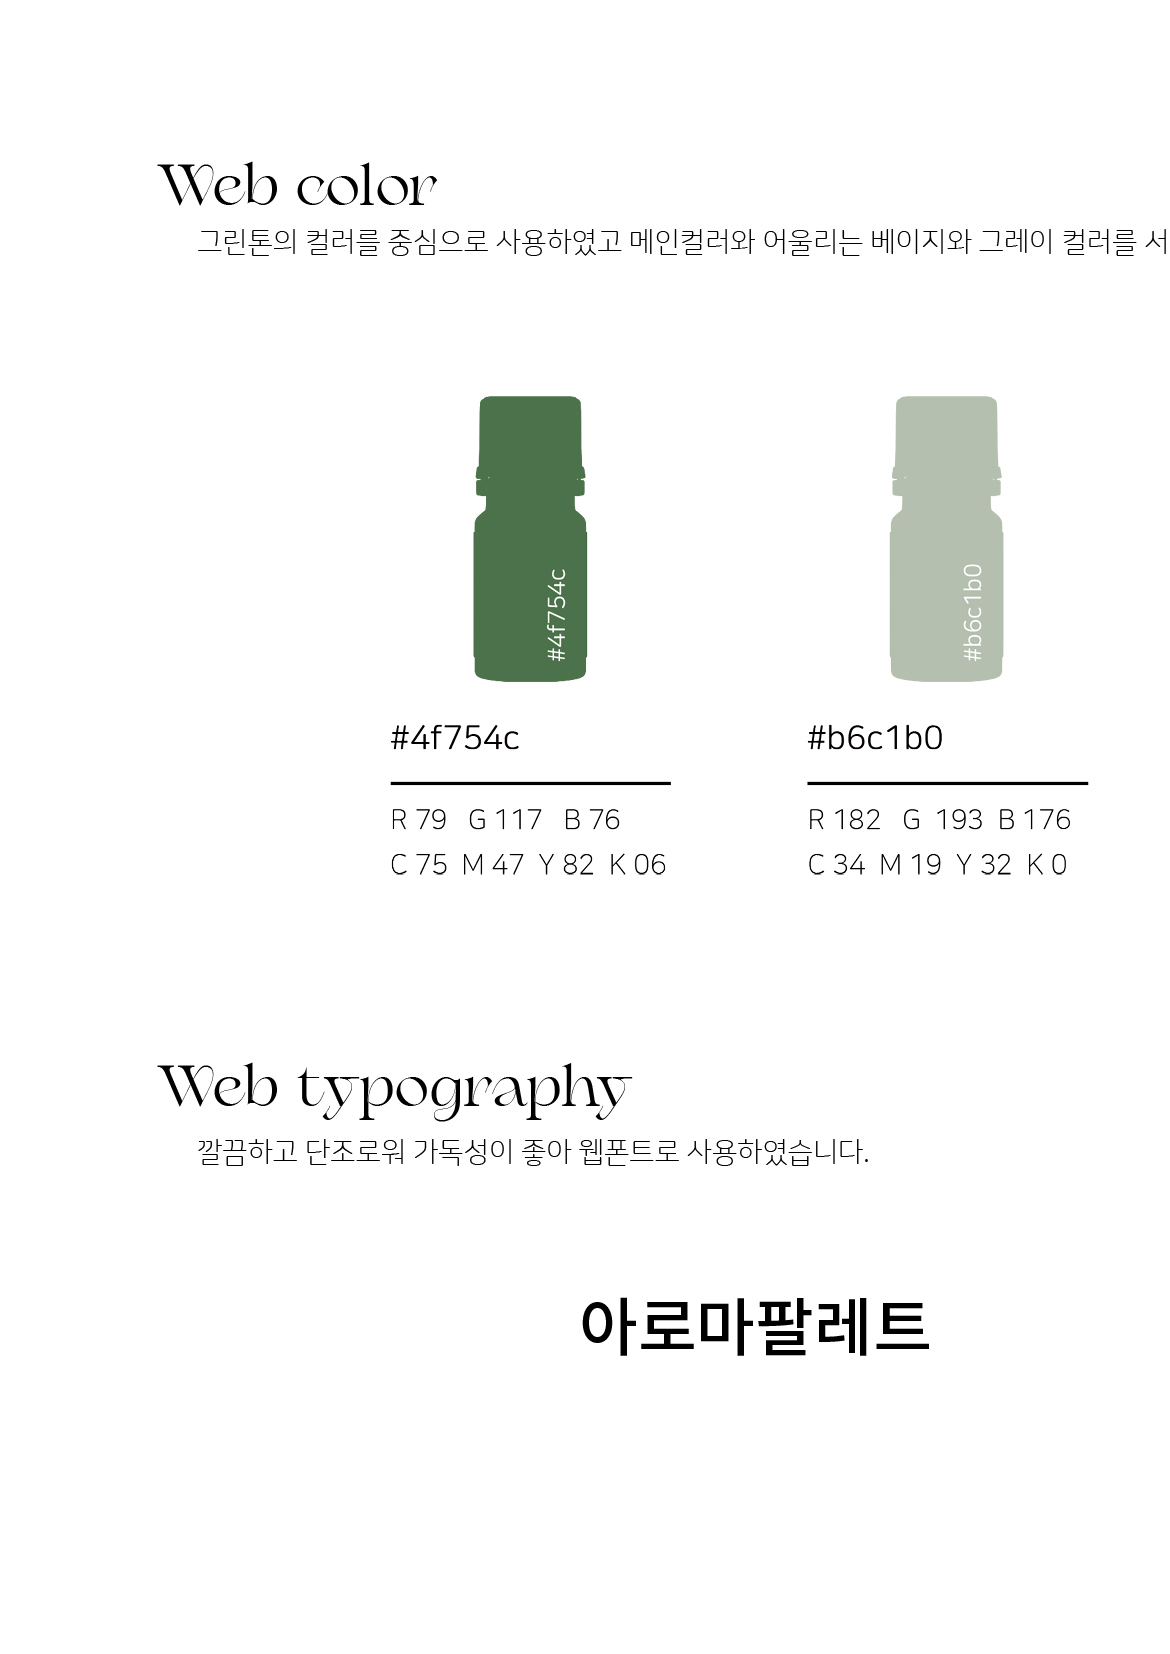 Web color
그린톤의 컬러를 중심으로 사용하였고 메인컬러와 어울리는 베이지와 그레이 컬러를 서
#4f754c
#b6c1b0
#4f754c
#b6c1b0
R 79 G 117 B 76
R 182 G 193 B 176
C 75 M 47 Y 82 K 06
C 34 M 19 Y 32 K 0
Web typography
깔끔하고 단조로워 가독성이 좋아 웹폰트로 사용하였습니다.
아로마팔레트